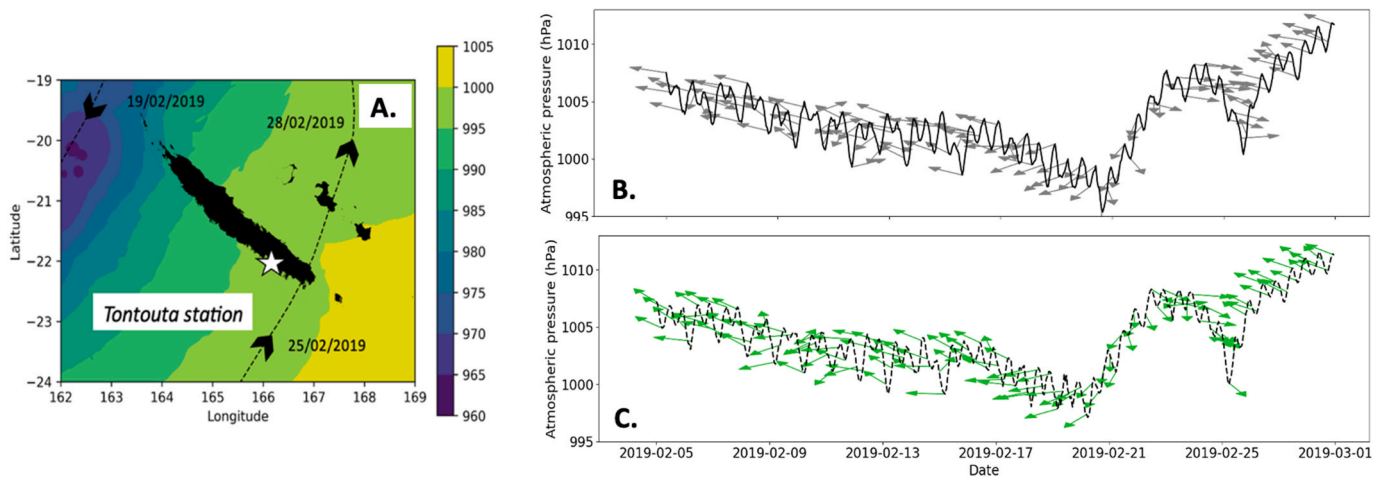 A.
19/02/2019
28/02/2019
25/02/2019
Tontouta station
−19
−20
−21
−22
−23
−24
Latitude
162 163 164 165 166 167 168 169
Longitude
1005
1000
995
990
985
980
975
970
965
960
B.
Atmospheric pressure (hPa)
1010
1005
1000
995
C.
Atmospheric pressure (hPa)
1010
1005
1000
995
2019-02-05 2019-02-09 2019-02-13 2019-02-17 2019-02-21 2019-02-25 2019-03-01
Date